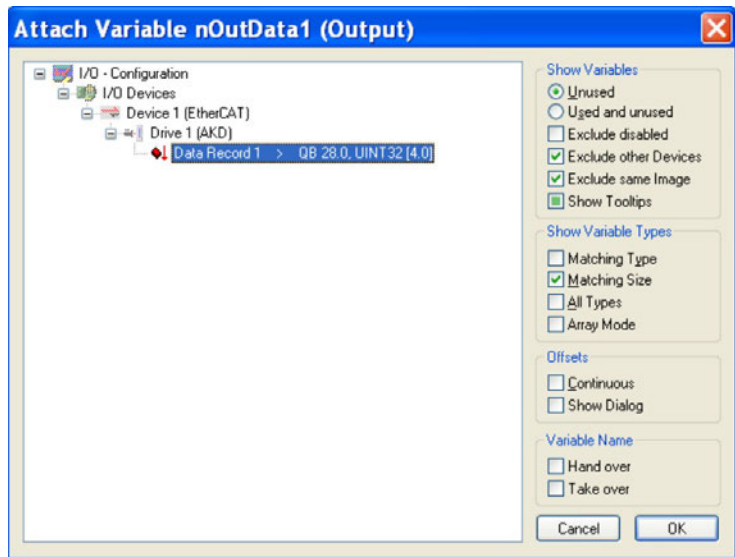 Attach Variable nOutData1 (Output)
I/O - Configuration
I/O Devices
Device 1 (EtherCAT)
Drive 1 (AKD)
Data Record 1 > QB 28.0, UINT32 [4.0]
Show Variables
Unused
Used and unused
Exclude disabled
Exclude other Devices
Exclude same Image
Show Tooltips
Show Variable Types
Matching Type
Matching Size
All Types
Array Mode
Offsets
Continuous
Show Dialog
Variable Name
Hand over
Take over
Cancel OK